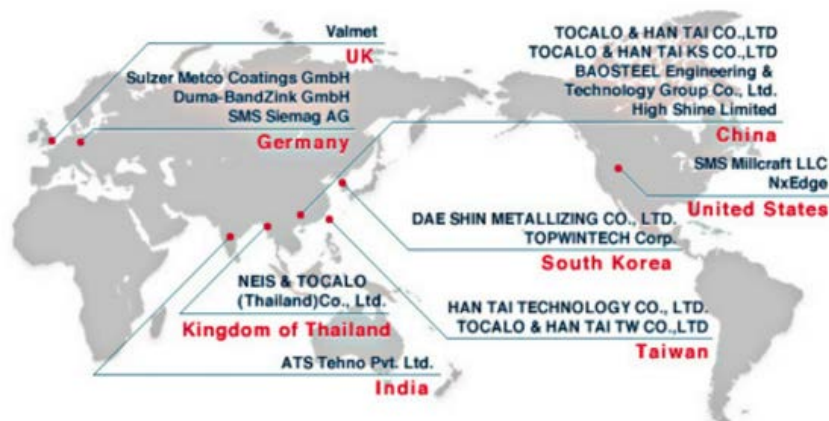 Valmet
UK
Sulzer Metco Coatings GmbH
Duma-BandZink GmbH
SMS Siemag AG
Germany
TOCALO & HAN TAI CO.,LTD
TOCALO & HAN TAI KS CO.,LTD
BAOSTEEL Engineering &
Technology Group Co., Ltd.
High Shine Limited
China
SMS Millcraft LLC
NxEdge
United States
DAE SHIN METALLIZING CO., LTD.
TOPWINTECH Corp.
South Korea
NEIS & TOCALO
(Thailand)Co., Ltd.
Kingdom of Thailand
HAN TAI TECHNOLOGY CO., LTD.
TOCALO & HAN TAI TW CO.,LTD
Taiwan
ATS Tehno Pvt. Ltd.
India